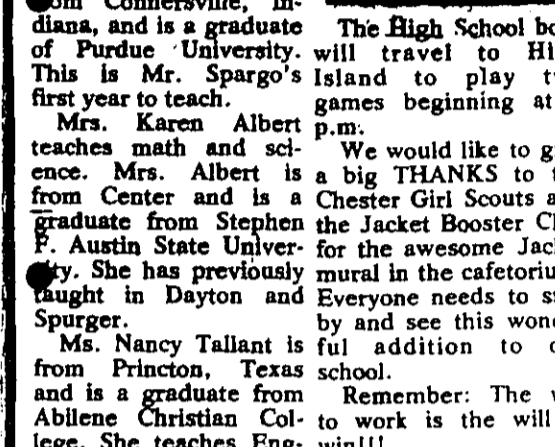 from Connersville, In-
diana, and is a graduate
of Purdue University.
This is Mr. Spargo's
first year to teach.
Mrs. Karen Albert
teaches math and sci-
ence. Mrs. Albert is
from Center and is a
graduate from Stephen
F. Austin State Univer-
ity. She has previously
taught in Dayton and
Spurger.
Ms. Nancy Tallant is
from Princton, Texas
and is a graduate from
Abilene Christian Col-
lege. She teaches Eng-
The High School bo
will travel to Hi
Island to play t
games beginning at
p.m.
We would like to g
a big THANKS to t
Chester Girl Scouts a
the Jacket Booster Cl
for the awesome Jac
mural in the cafetoriu
Everyone needs to st
by and see this wond
ful addition to o
school.
Remember: The w
to work is the will
win!!!